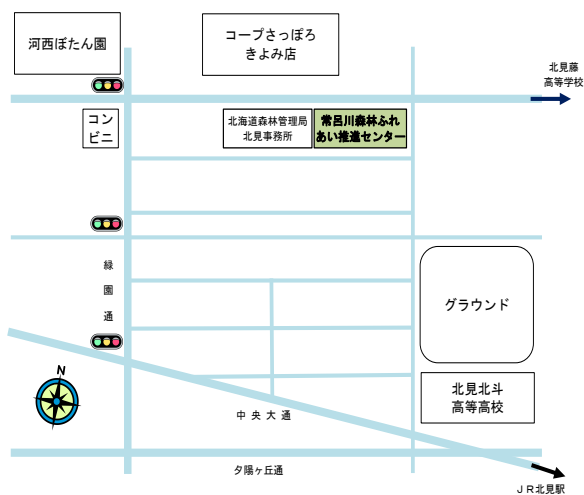 河西ぼたん園
コープさっぽろ
きよみ店
北見藤
高等学校
コン
ビニ
北海道森林管理局
北見事務所
常呂川森林ふれ
あい推進センター
緑園通
グラウンド
N
北見北斗
高等高校
中央大通
夕陽ヶ丘通
ＪＲ北見駅